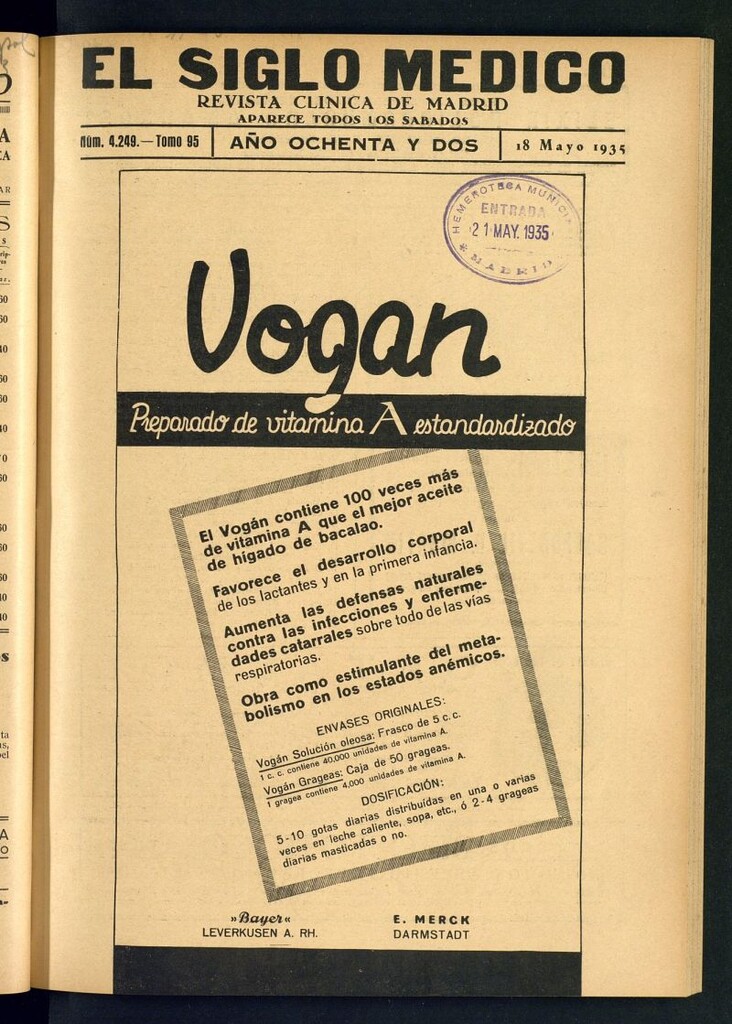 EL SIGLO MEDICO
REVISTA CLINICA DE MADRID
APARECE TODOS LOS SABADOS
Núm. 4.249.—Tomo 95
AÑO OCHENTA Y DOS
18 Mayo 1935
HEMEROTECA MUNICI
ENTRADA
21 MAY. 1935
* MADRID
Vogan
Preparado de vitamina A estandardizado
El Vogán contiene 100 veces más
de vitamina A que el mejor aceite
de hígado de bacalao.
Favorece el desarrollo corporal
de los lactantes y en la primera infancia.
Aumenta las defensas naturales
contra las infecciones y enferme-
dades catarrales sobre todo de las vías
respiratorias.
Obra como estimulante del meta-
bolismo en los estados anémicos.
ENVASES ORIGINALES:
Vogán Solución oleosa: Frasco de 5 c. c.
1 c. c. contiene 40,000 unidades de vitamina A.
Vogán Grageas: Caja de 50 grageas.
1 gragea contiene 4,000 unidades de vitamina A.
DOSIFICACIÓN:
5-10 gotas diarias distribuídas en una o varias
veces en leche caliente, sopa, etc., ó 2-4 grageas
diarias masticadas o no.
»Bayer«
LEVERKUSEN A. RH.
E. MERCK
DARMSTADT